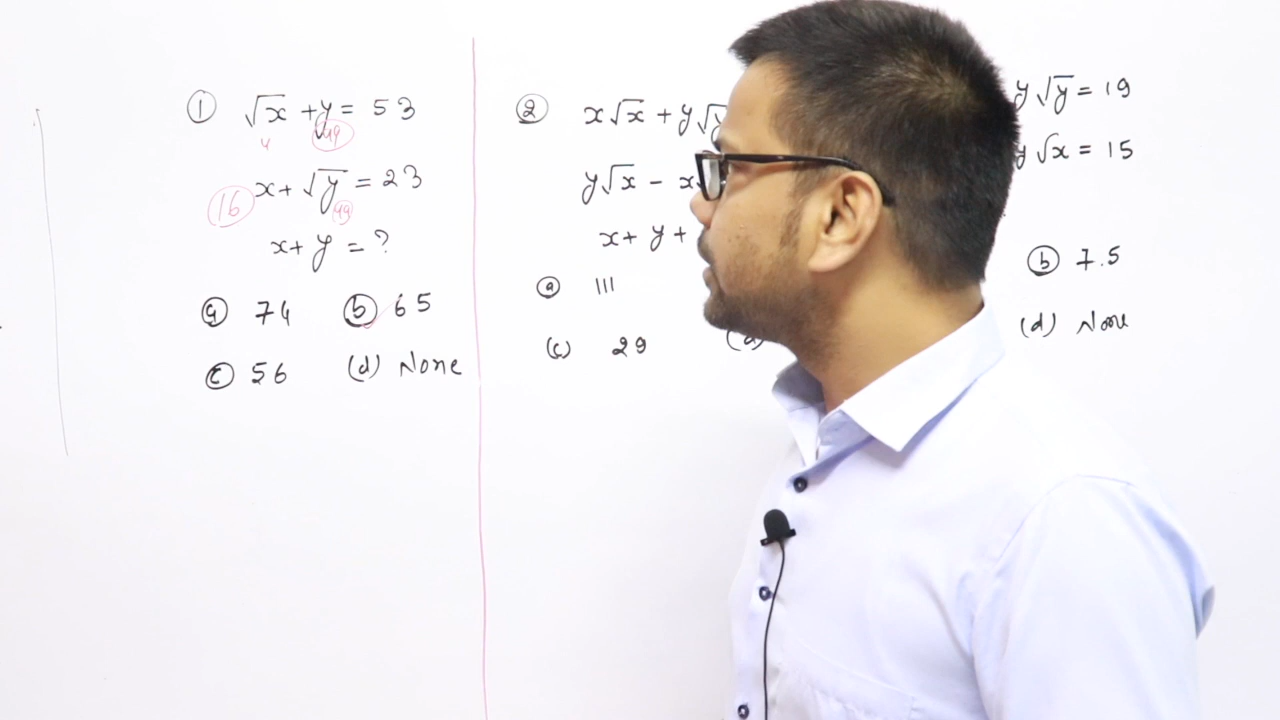 ① √x + y = 53
4 49
x + √y = 23
16 49
x + y = ?
ⓐ 74 ⓑ 65
ⓒ 56 (d) None
② x√x + y√y
y√x - x
x + y +
ⓐ 111
(c) 29 (d)
y√y = 19
y√x = 15
ⓑ 7.5
(d) None